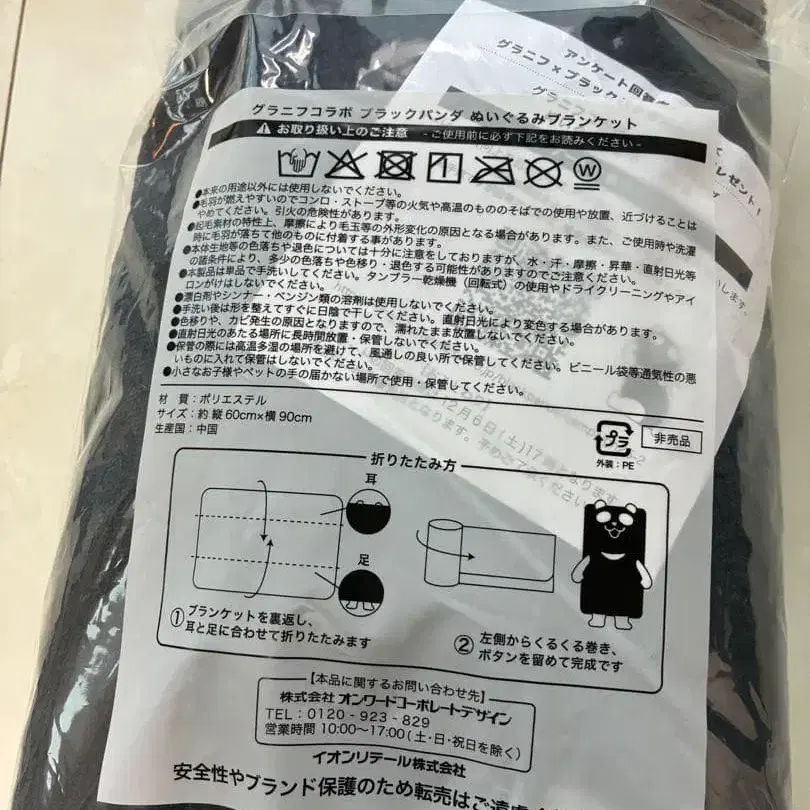 アンケート回答
グラニフ×ブラック
グラニフ
プレゼント！
グラニフコラボ ブラックパンダ ぬいぐるみブランケット
お取り扱い上のご注意 -ご使用前に必ず下記をお読みください-
●本来の用途以外には使用しないでください。
●毛羽が燃えやすいのでコンロ・ストーブ等の火気や高温のもののそばでの使用や放置、近づけることは
やめてください。引火の危険性があります。
●起毛素材の特性上、摩擦により毛玉等の外形変化の原因となる場合があります。また、ご使用時や洗濯
時に毛羽が落ちて他のものに付着する事があります。
●本体生地等の色落ちや退色については十分に注意をしておりますが、水・汗・摩擦・昇華・直射日光等
の諸条件により、多少の色落ちや色移り・退色する可能性がありますのでご注意ください。
●本製品は単品で手洗いしてください。タンブラー乾燥機（回転式）の使用やドライクリーニングやアイ
ロンがけはしないでください。
●漂白剤やシンナー・ベンジン類の溶剤は使用しないでください。
●手洗い後は形を整えてすぐに日陰で干してください。直射日光により変色する場合があります。
●色移りや、カビ発生の原因となりますので、濡れたまま放置しないでください。
●直射日光のあたる場所に長時間放置・保管しないでください。
●保管の際には高温多湿の場所を避けて、風通しの良い所で保管してください。ビニール袋等通気性の悪
いものに入れて保管はしないでください。
●小さなお子様やペットの手の届かない場所で使用・保管してください。
材 質：ポリエステル
サイズ：約 縦60cm×横90cm
生産国：中国
プラ
外装：PE
非売品
2月6日(土)17
折りたたみ方
耳
足
① ブランケットを裏返し、
耳と足に合わせて折りたたみます
② 左側からくるくる巻き、
ボタンを留めて完成です
【本品に関するお問い合わせ先】
株式会社 オンワードコーポレートデザイン
TEL：0120-923-829
営業時間 10:00〜17:00（土・日・祝日を除く）
イオンリテール株式会社
安全性やブランド保護のため転売はご遠慮